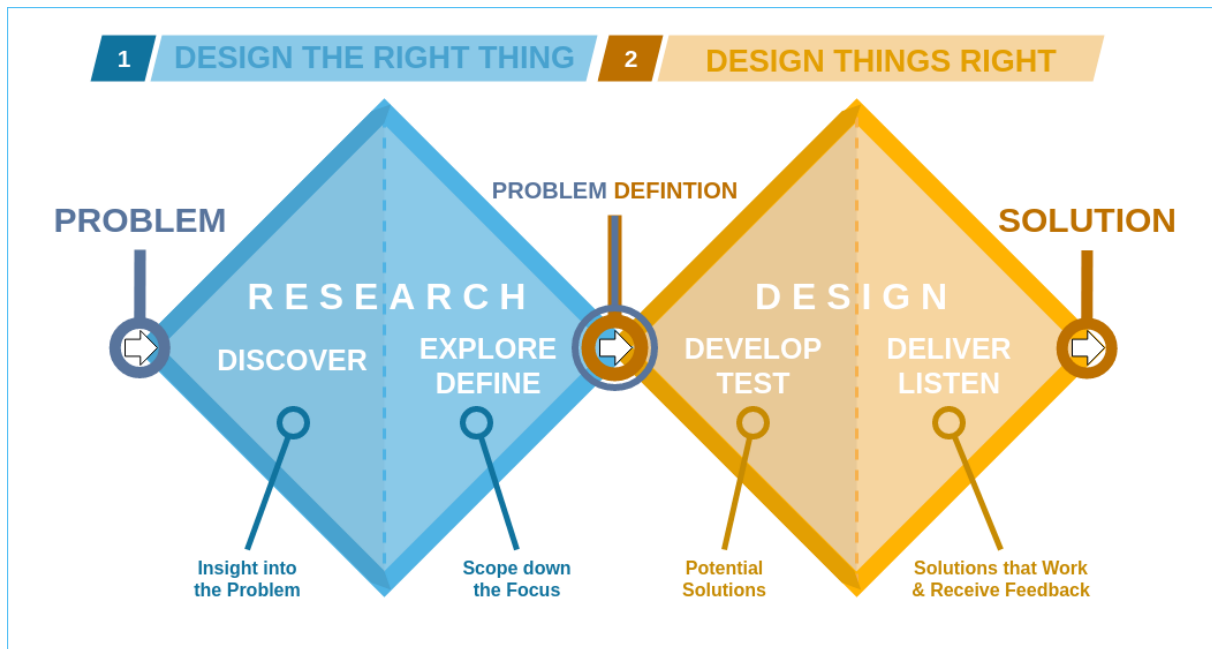 1 DESIGN THE RIGHT THING 2 DESIGN THINGS RIGHT
PROBLEM DEFINTION
PROBLEM
SOLUTION
RESEARCH
DISCOVER
EXPLORE
DEFINE
DESIGN
DEVELOP
TEST
DELIVER
LISTEN
Insight into
the Problem
Scope down
the Focus
Potential
Solutions
Solutions that Work
& Receive Feedback